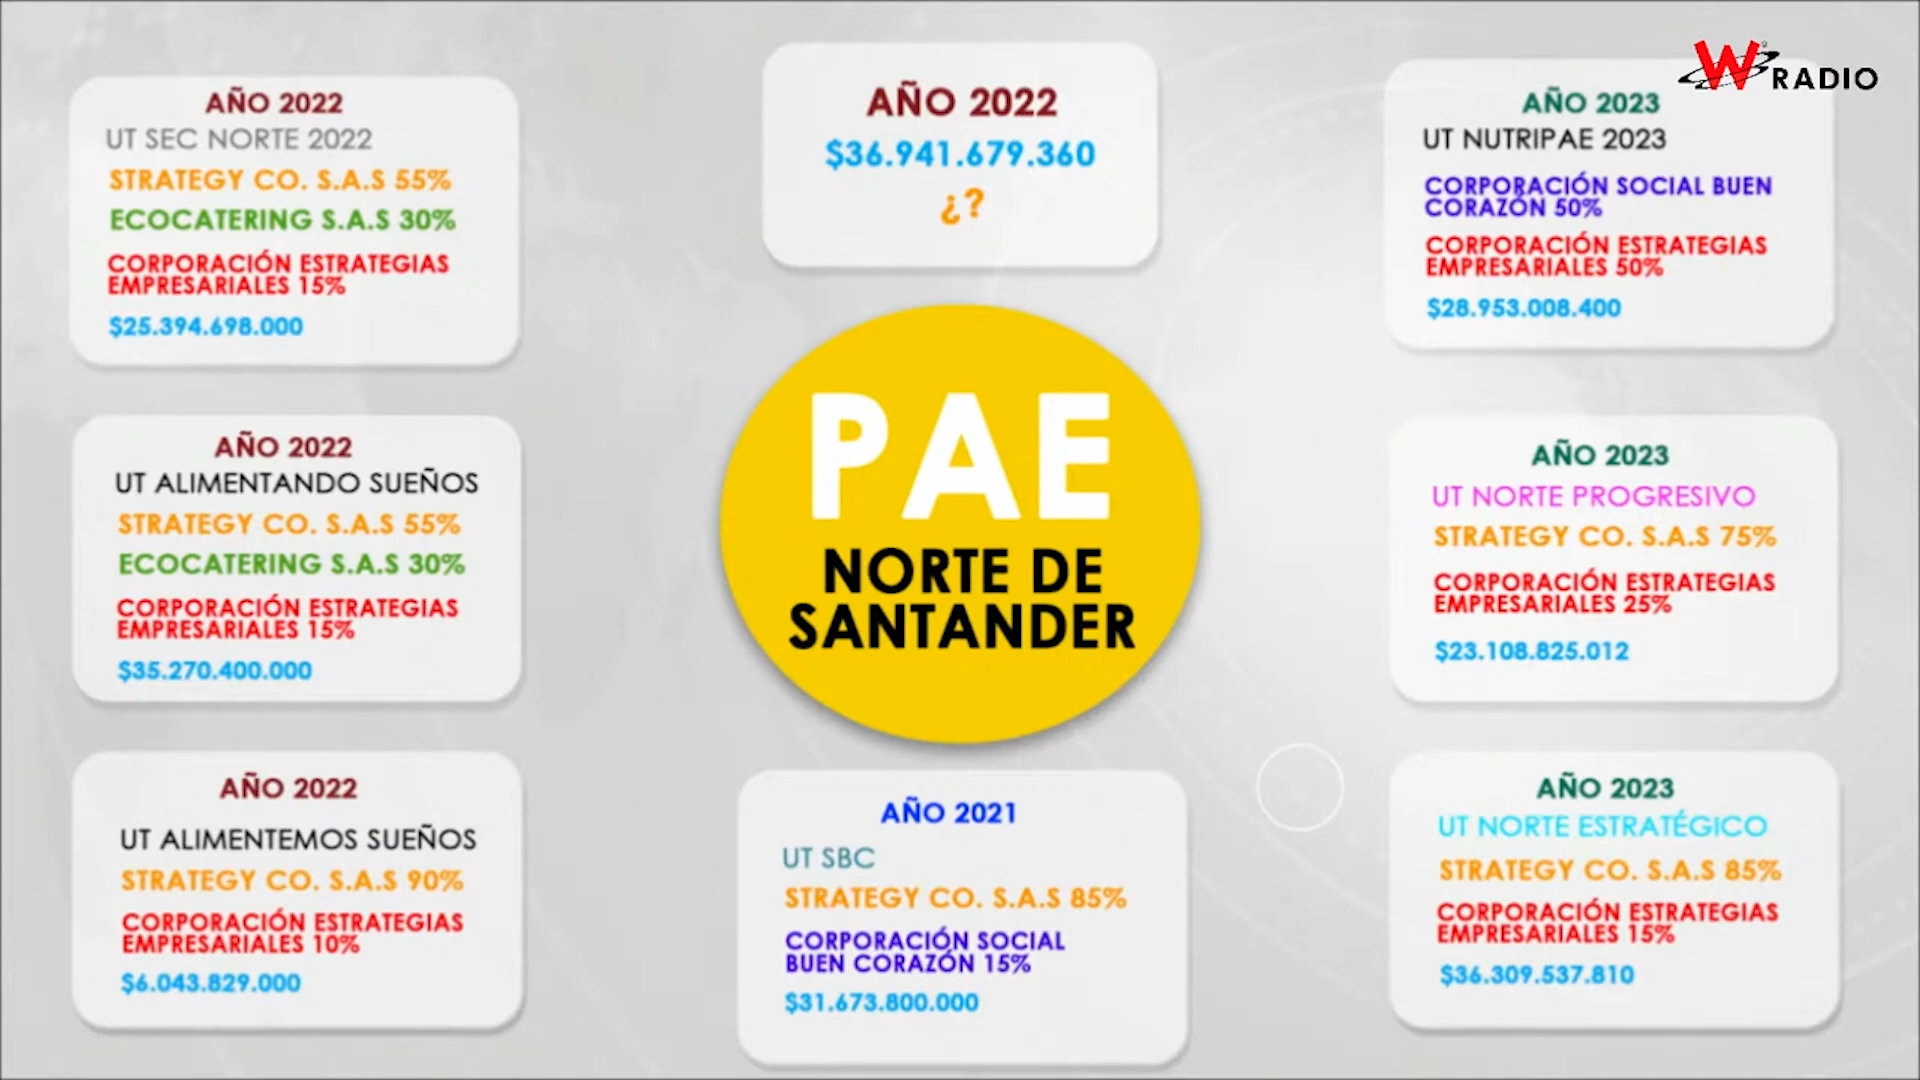 AÑO 2022
UT SEC NORTE 2022
STRATEGY CO. S.A.S 55%
ECOCATERING S.A.S 30%
CORPORACIÓN ESTRATEGIAS
EMPRESARIALES 15%
$25.394.698.000
AÑO 2022
$36.941.679.360
¿?
W RADIO
AÑO 2023
UT NUTRIPAE 2023
CORPORACIÓN SOCIAL BUEN
CORAZÓN 50%
CORPORACIÓN ESTRATEGIAS
EMPRESARIALES 50%
$28.953.008.400
AÑO 2022
UT ALIMENTANDO SUEÑOS
STRATEGY CO. S.A.S 55%
ECOCATERING S.A.S 30%
CORPORACIÓN ESTRATEGIAS
EMPRESARIALES 15%
$35.270.400.000
PAE
NORTE DE
SANTANDER
AÑO 2023
UT NORTE PROGRESIVO
STRATEGY CO. S.A.S 75%
CORPORACIÓN ESTRATEGIAS
EMPRESARIALES 25%
$23.108.825.012
AÑO 2022
UT ALIMENTEMOS SUEÑOS
STRATEGY CO. S.A.S 90%
CORPORACIÓN ESTRATEGIAS
EMPRESARIALES 10%
$6.043.829.000
AÑO 2021
UT SBC
STRATEGY CO. S.A.S 85%
CORPORACIÓN SOCIAL
BUEN CORAZÓN 15%
$31.673.800.000
AÑO 2023
UT NORTE ESTRATÉGICO
STRATEGY CO. S.A.S 85%
CORPORACIÓN ESTRATEGIAS
EMPRESARIALES 15%
$36.309.537.810